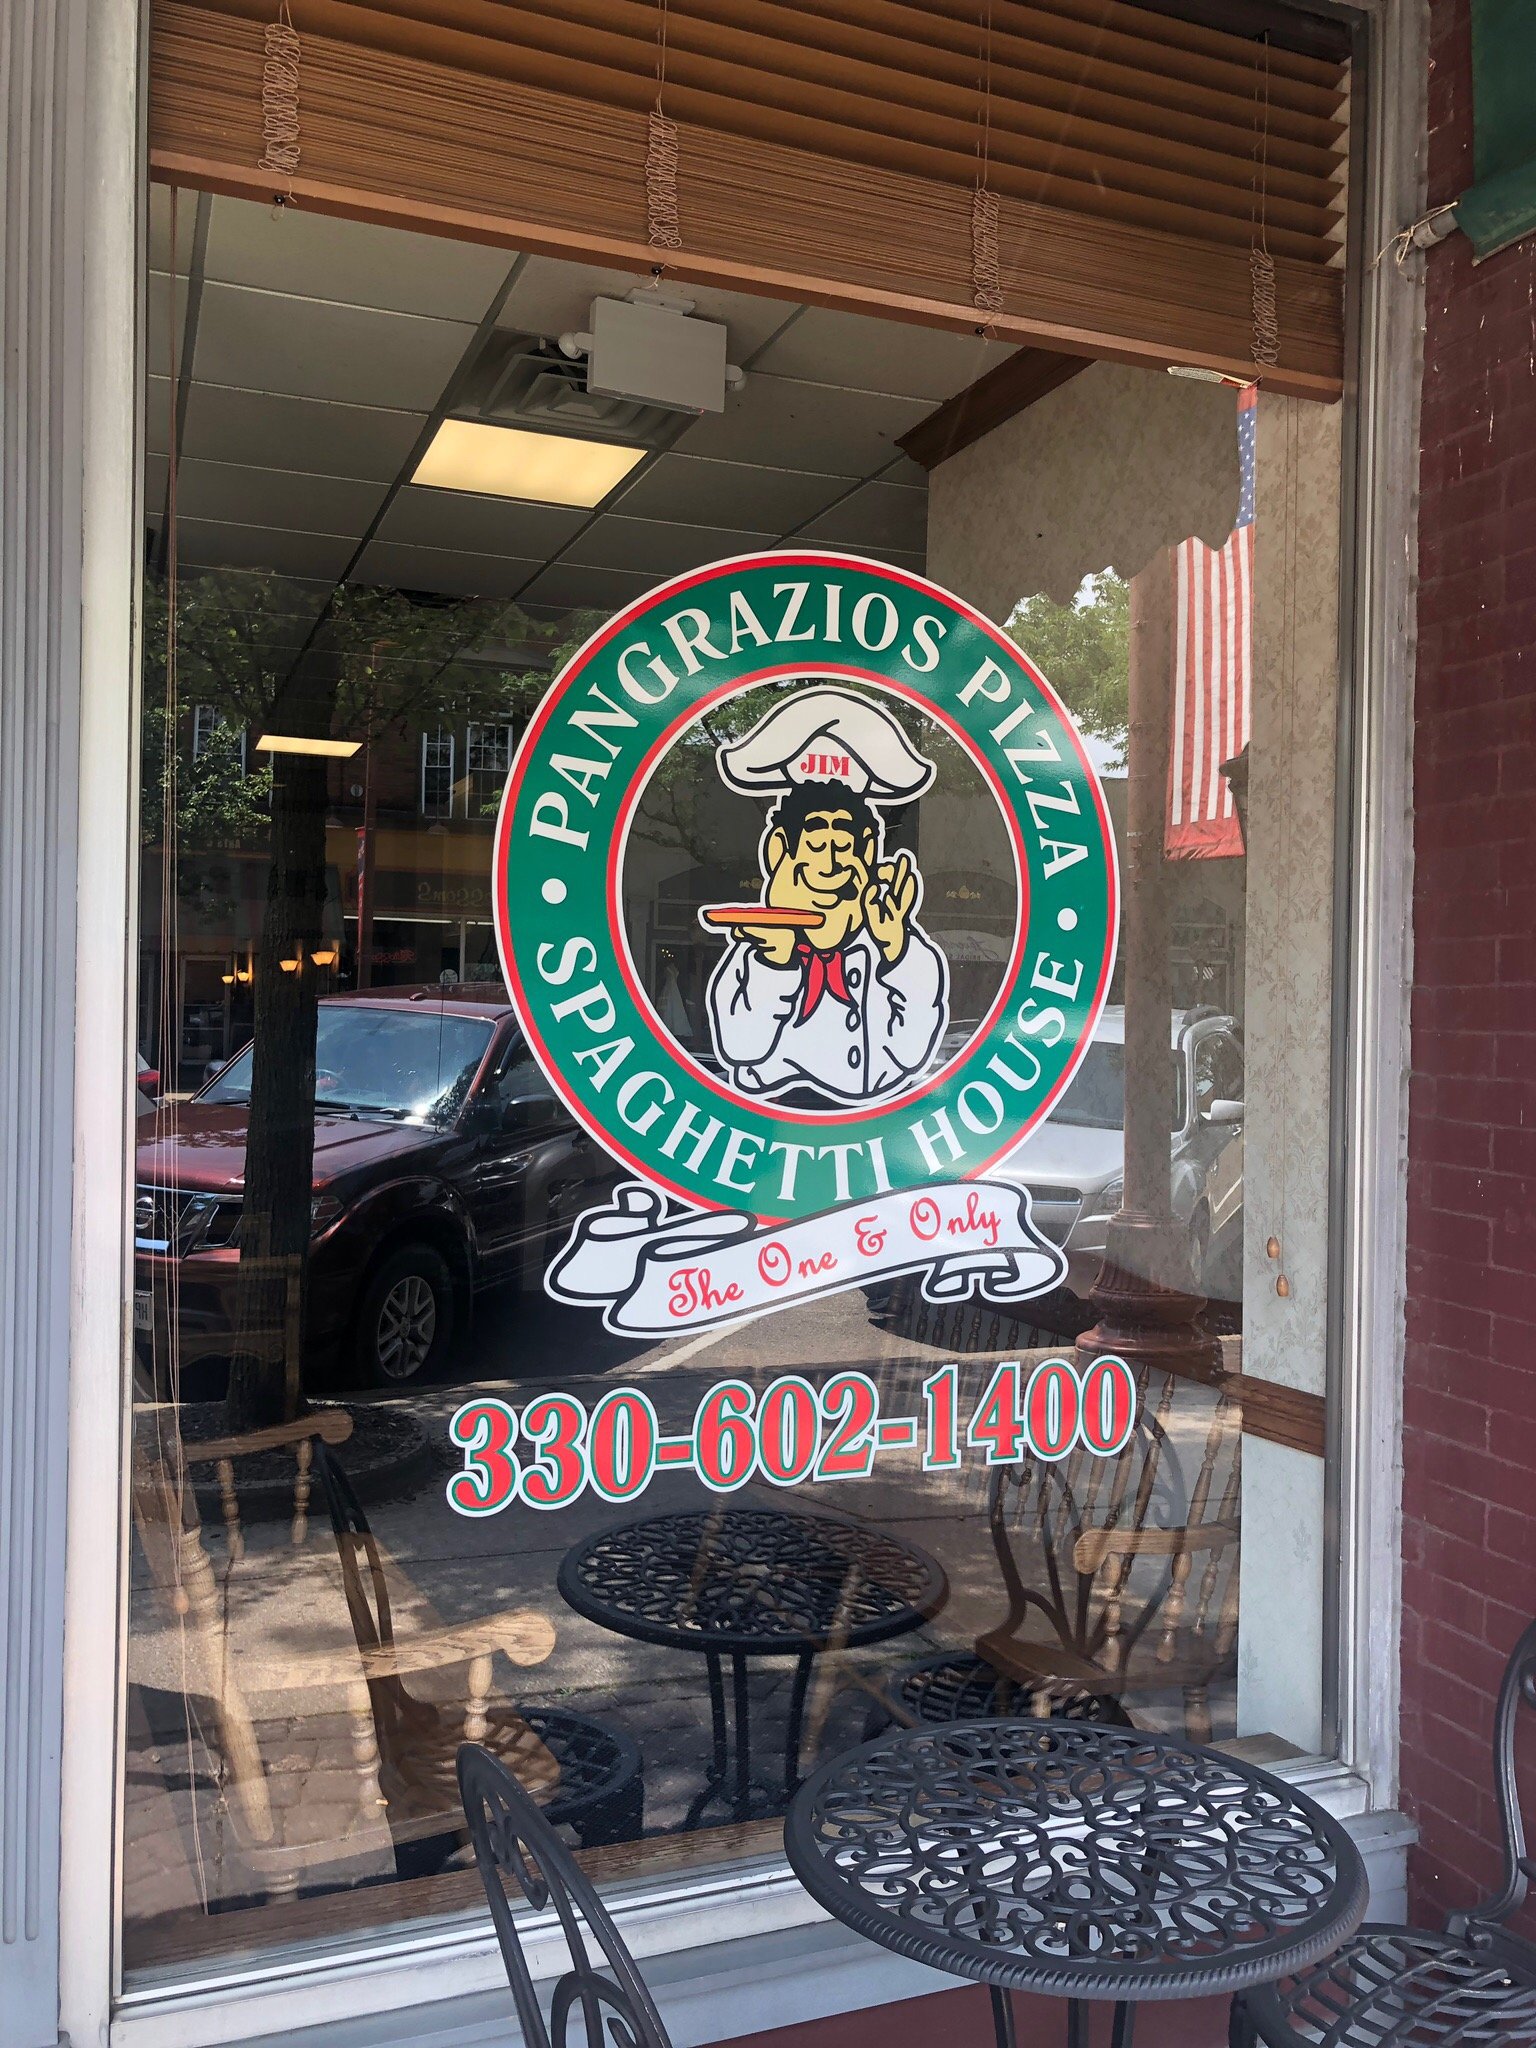 PANGRAZIOS PIZZA
JIM
• SPAGHETTI HOUSE •
The One & Only
330-602-1400